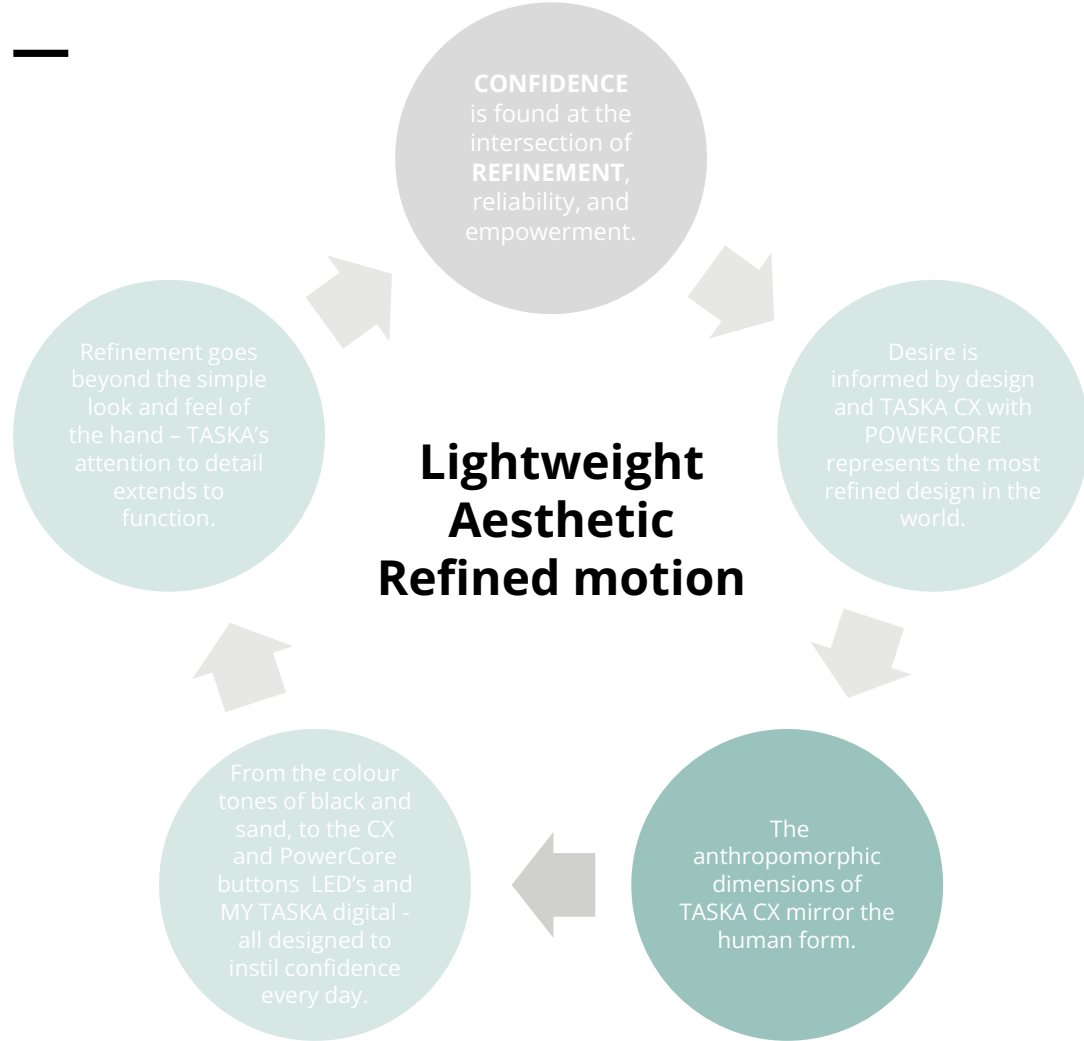 CONFIDENCE
is found at the
intersection of
REFINEMENT,
reliability, and
empowerment.
Desire is
informed by design
and TASKA CX with
POWERCORE
represents the most
refined design in the
world.
The
anthropomorphic
dimensions of
TASKA CX mirror the
human form.
From the colour
tones of black and
sand, to the CX
and PowerCore
buttons  LED's and
MY TASKA digital -
all designed to
instil confidence
every day.
Refinement goes
beyond the simple
look and feel of
the hand – TASKA's
attention to detail
extends to
function.
Lightweight
Aesthetic
Refined motion